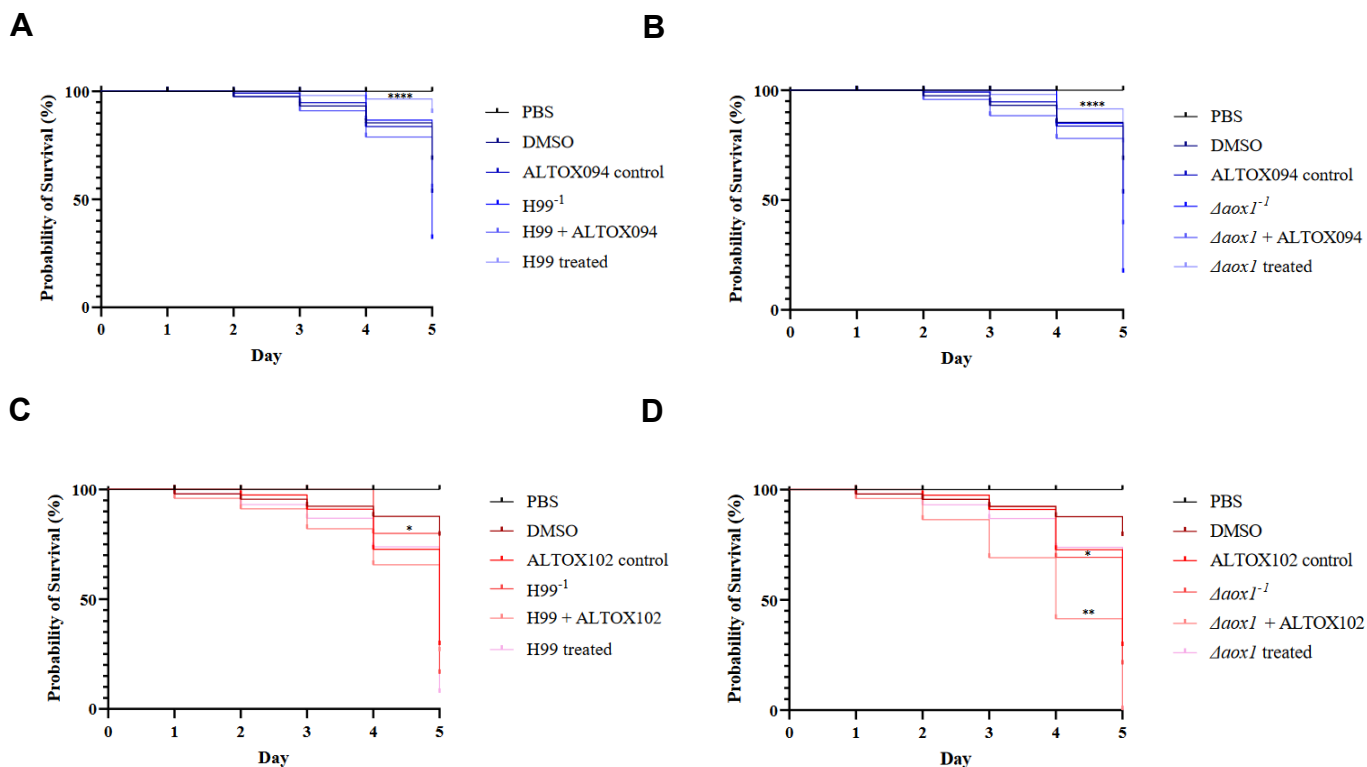 A
Probability of Survival (%)
100
50
0
0 1 2 3 4 5
Day
****
PBS
DMSO
ALTOX094 control
H99⁻¹
H99 + ALTOX094
H99 treated
B
Probability of Survival (%)
100
50
0
0 1 2 3 4 5
Day
****
PBS
DMSO
ALTOX094 control
Δaox1⁻¹
Δaox1 + ALTOX094
Δaox1 treated
C
Probability of Survival (%)
100
50
0
0 1 2 3 4 5
Day
*
PBS
DMSO
ALTOX102 control
H99⁻¹
H99 + ALTOX102
H99 treated
D
Probability of Survival (%)
100
50
0
0 1 2 3 4 5
Day
*
**
PBS
DMSO
ALTOX102 control
Δaox1⁻¹
Δaox1 + ALTOX102
Δaox1 treated